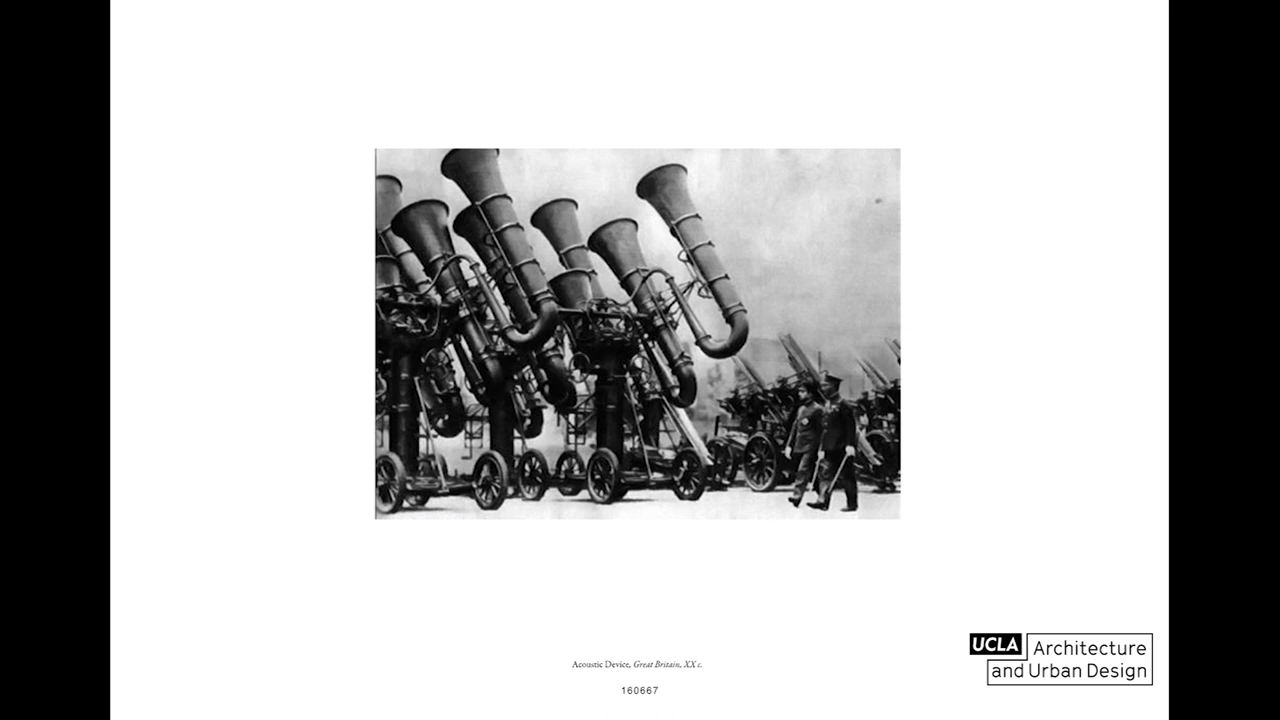 Acoustic Device, Great Britain, XX c.
160667
UCLA Architecture
and Urban Design